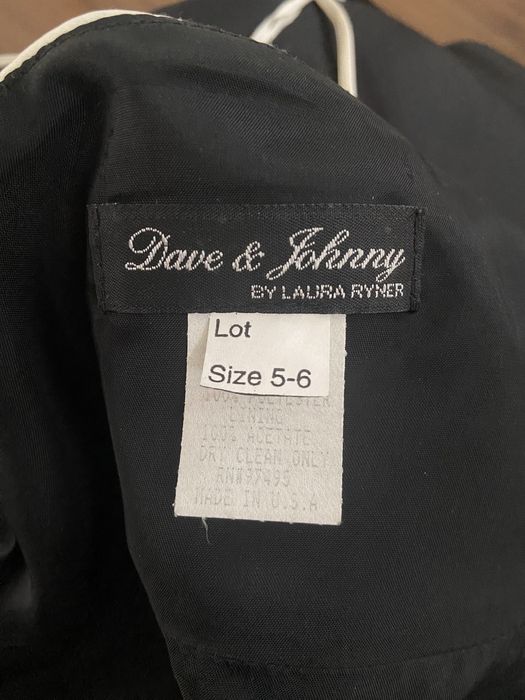 Dave & Johnny
BY LAURA RYNER
Lot
Size 5-6
100% POLYESTER
LINING
100% ACETATE
DRY CLEAN ONLY
RN#97493
MADE IN U.S.A